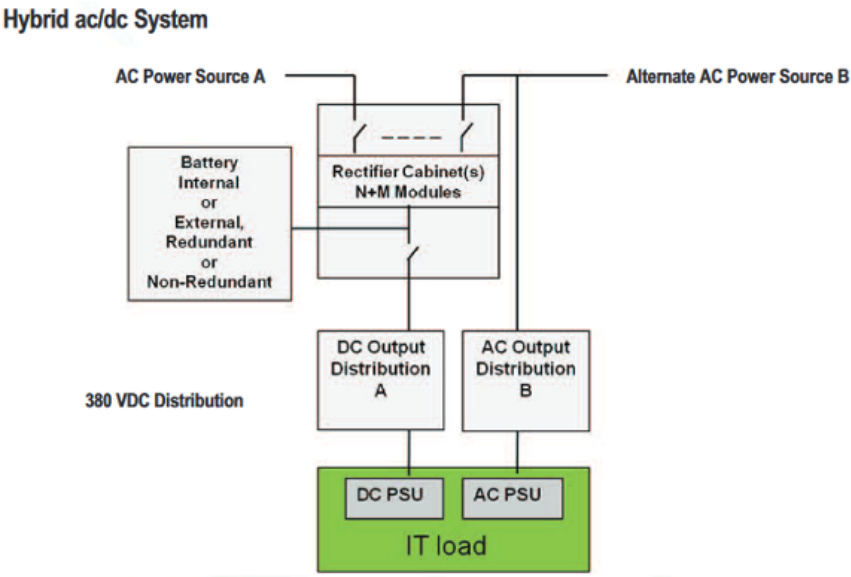 Hybrid ac/dc System
AC Power Source A
Alternate AC Power Source B
Rectifier Cabinet(s)
N+M Modules
Battery
Internal
or
External,
Redundant
or
Non-Redundant
DC Output
Distribution
A
AC Output
Distribution
B
380 VDC Distribution
DC PSU
AC PSU
IT load